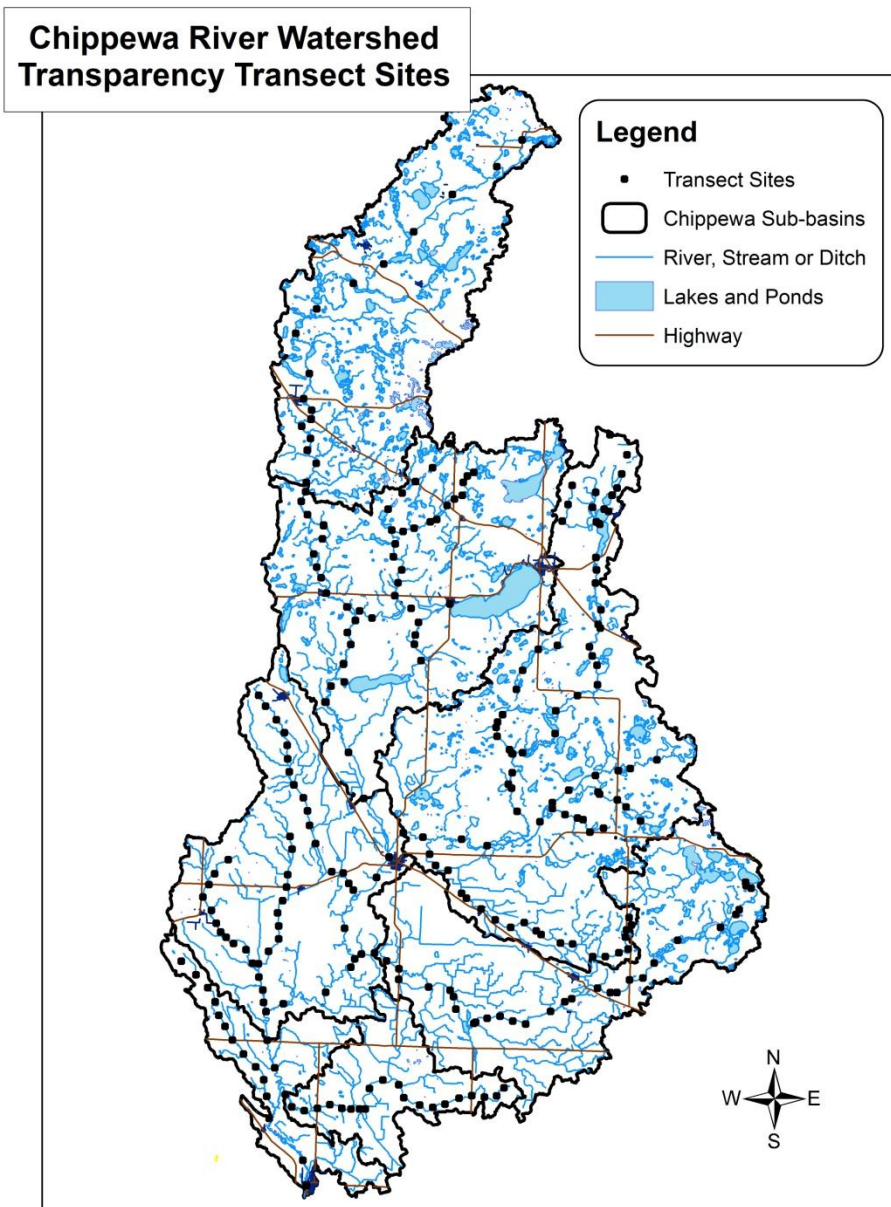 Chippewa River Watershed
Transparency Transect Sites
Legend
Transect Sites
Chippewa Sub-basins
River, Stream or Ditch
Lakes and Ponds
Highway
N
W E
S